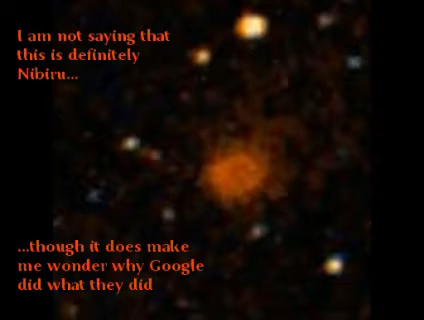 I am not saying that
this is definitely
Nibiru...
...though it does make
me wonder why Google
did what they did